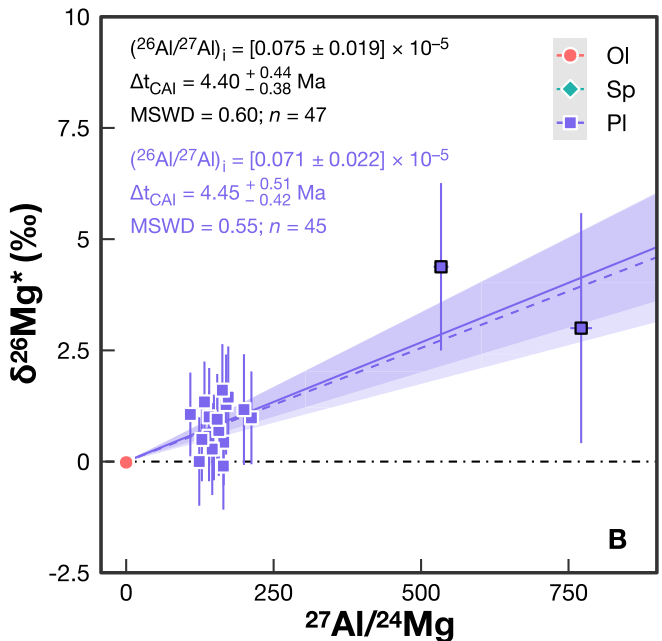 10
7.5
5
2.5
0
-2.5
δ²⁶Mg* (‰)
(²⁶Al/²⁷Al)ᵢ = [0.075 ± 0.019] × 10⁻⁵
Δt_CAI = 4.40 + 0.44 − 0.38 Ma
MSWD = 0.60; n = 47
(²⁶Al/²⁷Al)ᵢ = [0.071 ± 0.022] × 10⁻⁵
Δt_CAI = 4.45 + 0.51 − 0.42 Ma
MSWD = 0.55; n = 45
Ol
Sp
Pl
B
0 250 500 750
²⁷Al/²⁴Mg